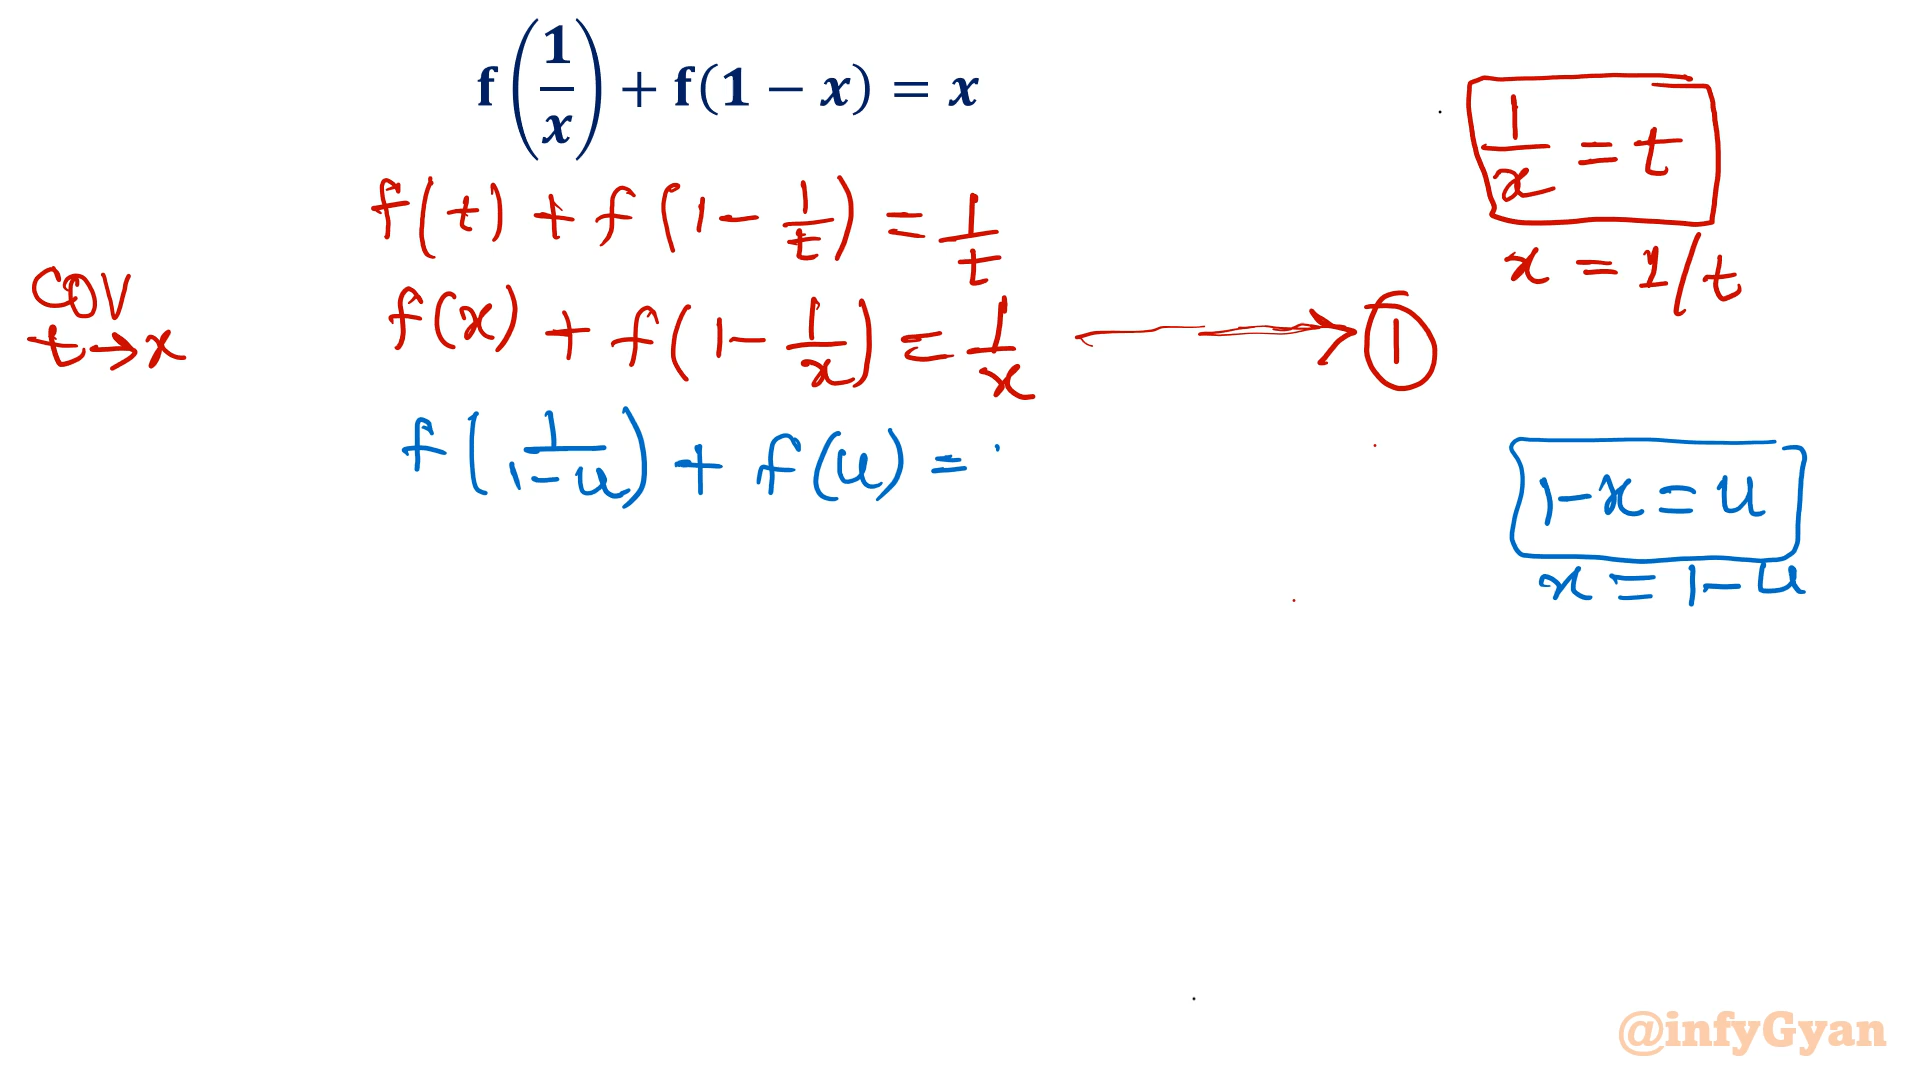 f(1/x) + f(1 − x) = x
1/x = t
f(t) + f(1 - 1/t) = 1/t
x = 1/t
COV
t → x
f(x) + f(1 - 1/x) = 1/x → ①
f(1/(1-u)) + f(u) =
1-x = u
x = 1-u
@infyGyan